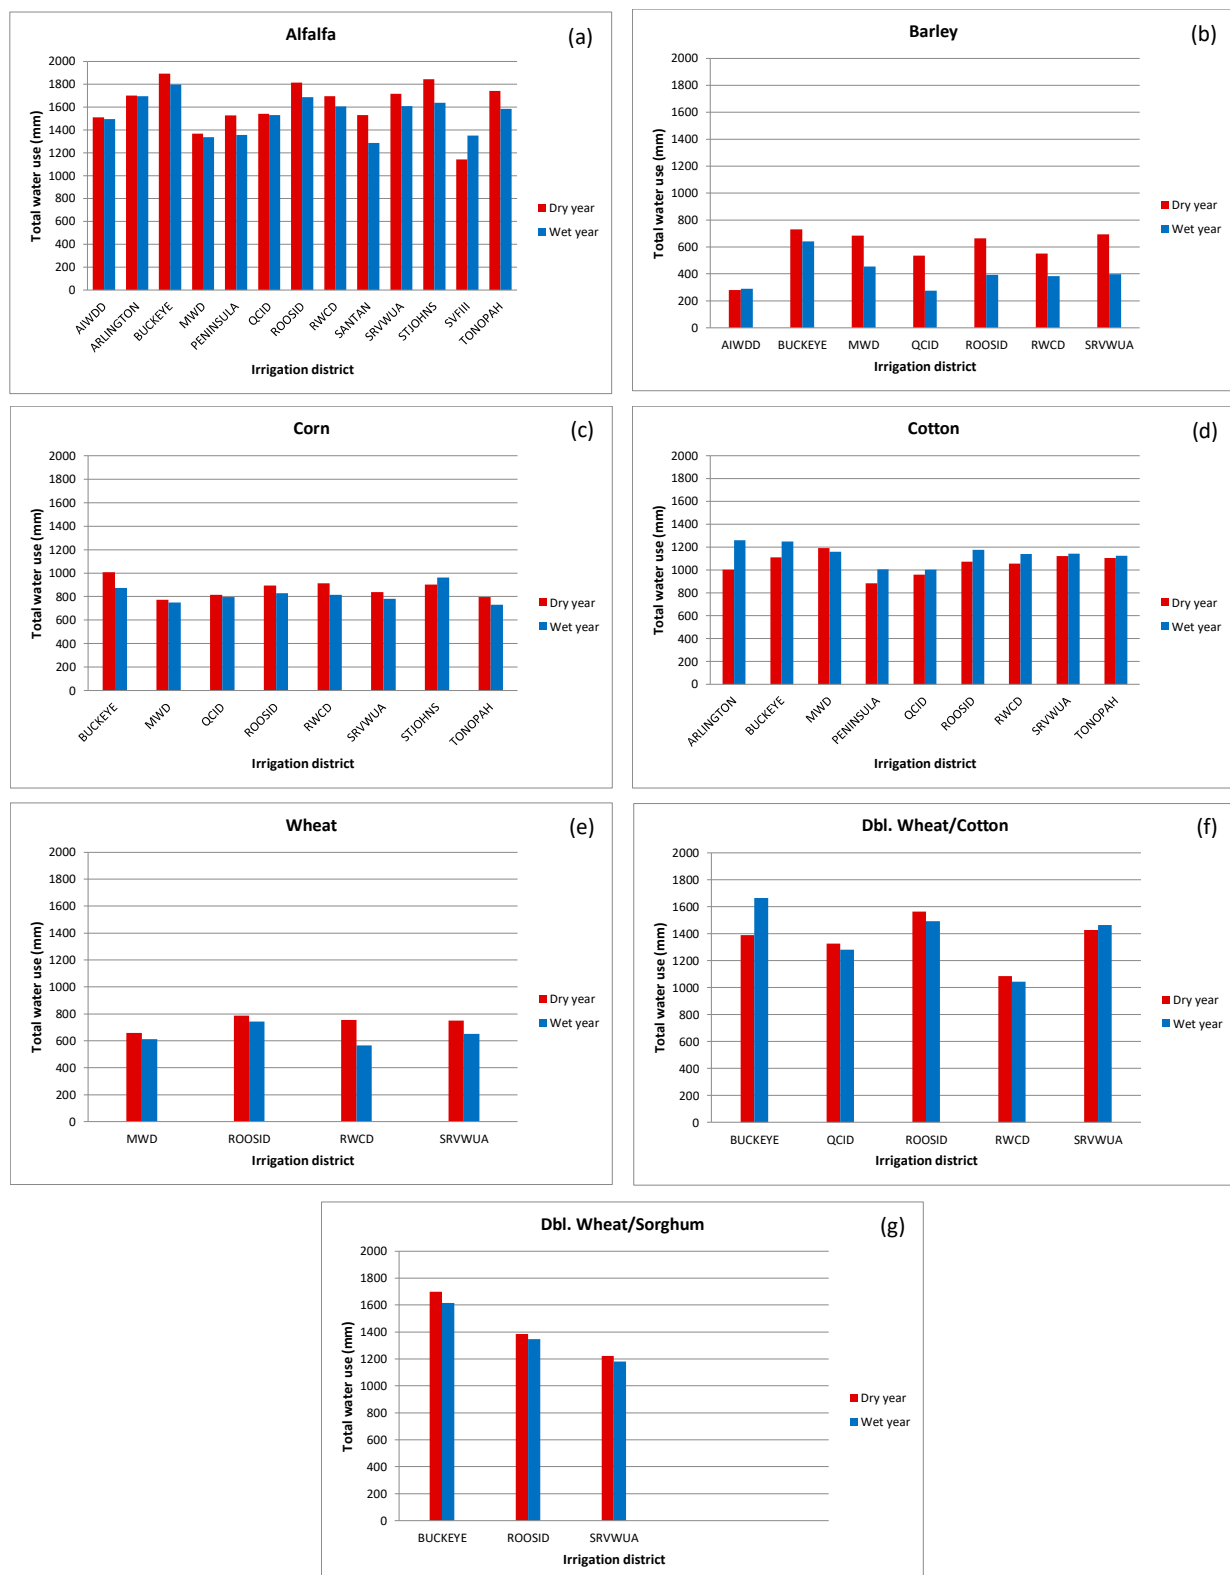 Alfalfa
(a)
Total water use (mm)
2000
1800
1600
1400
1200
1000
800
600
400
200
0
AIWDD
ARLINGTON
BUCKEYE
MWD
PENINSULA
QCID
ROOSID
RWCD
SANTAN
SRVWUA
STJOHNS
SVFIII
TONOPAH
Irrigation district
Dry year
Wet year
Barley
(b)
Total water use (mm)
2000
1800
1600
1400
1200
1000
800
600
400
200
0
AIWDD BUCKEYE MWD QCID ROOSID RWCD SRVWUA
Irrigation district
Dry year
Wet year
Corn
(c)
Total water use (mm)
2000
1800
1600
1400
1200
1000
800
600
400
200
0
BUCKEYE
MWD
QCID
ROOSID
RWCD
SRVWUA
STJOHNS
TONOPAH
Irrigation district
Dry year
Wet year
Cotton
(d)
Total water use (mm)
2000
1800
1600
1400
1200
1000
800
600
400
200
0
ARLINGTON
BUCKEYE
MWD
PENINSULA
QCID
ROOSID
RWCD
SRVWUA
TONOPAH
Irrigation district
Dry year
Wet year
Wheat
(e)
Total water use (mm)
2000
1800
1600
1400
1200
1000
800
600
400
200
0
MWD ROOSID RWCD SRVWUA
Irrigation district
Dry year
Wet year
Dbl. Wheat/Cotton
(f)
Total water use (mm)
2000
1800
1600
1400
1200
1000
800
600
400
200
0
BUCKEYE QCID ROOSID RWCD SRVWUA
Irrigation district
Dry year
Wet year
Dbl. Wheat/Sorghum
(g)
Total water use (mm)
2000
1800
1600
1400
1200
1000
800
600
400
200
0
BUCKEYE ROOSID SRVWUA
Irrigation district
Dry year
Wet year